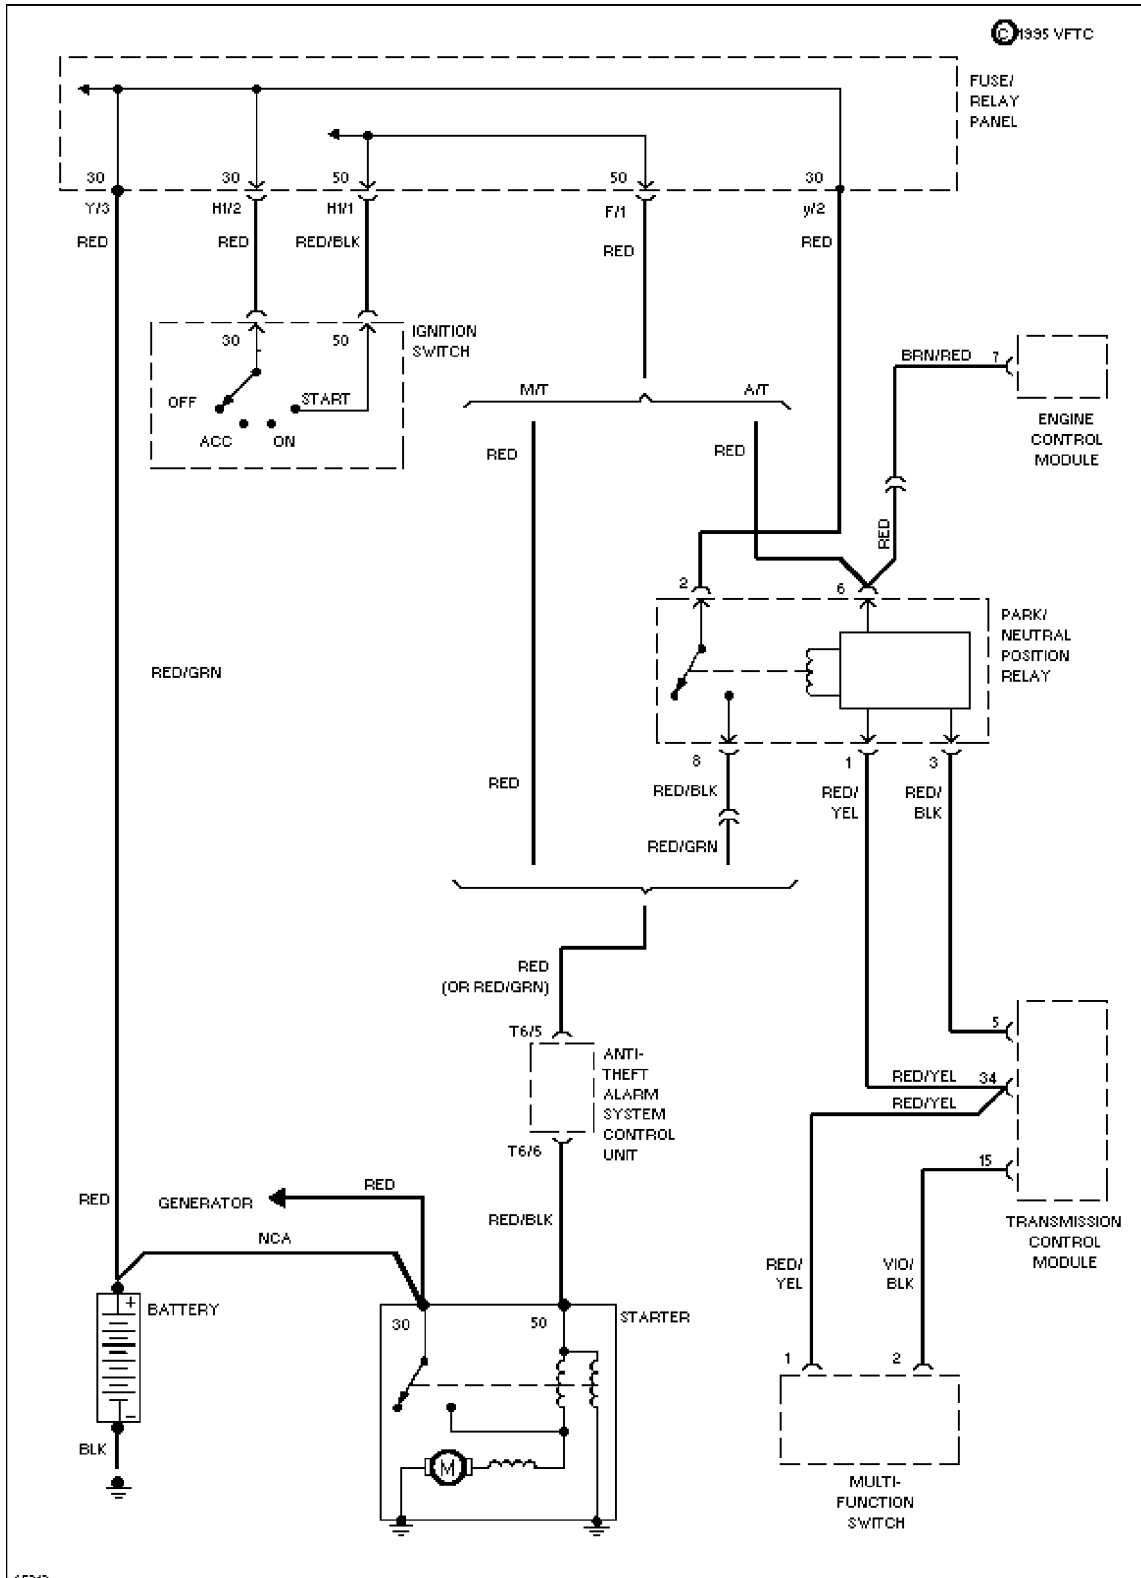 © 1995 VFTC
FUSE/
RELAY
PANEL
30
30
50
50
30
Y/3
H1/2
H1/1
F/1
y/2
RED
RED
RED/BLK
RED
RED
IGNITION
SWITCH
30
50
OFF
START
ACC
ON
BRN/RED
7
ENGINE
CONTROL
MODULE
M/T
A/T
RED
RED
RED
2
6
PARK/
NEUTRAL
POSITION
RELAY
RED/GRN
8
1
3
RED
RED/BLK
RED/
YEL
RED/
BLK
RED/GRN
RED
(OR RED/GRN)
T6/5
ANTI-
THEFT
ALARM
SYSTEM
CONTROL
UNIT
T6/6
5
RED/YEL
34
RED/YEL
15
TRANSMISSION
CONTROL
MODULE
RED
GENERATOR
RED
RED/BLK
NCA
RED/
YEL
VIO/
BLK
BATTERY
+
−
30
50
STARTER
1
2
M
BLK
MULTI-
FUNCTION
SWITCH